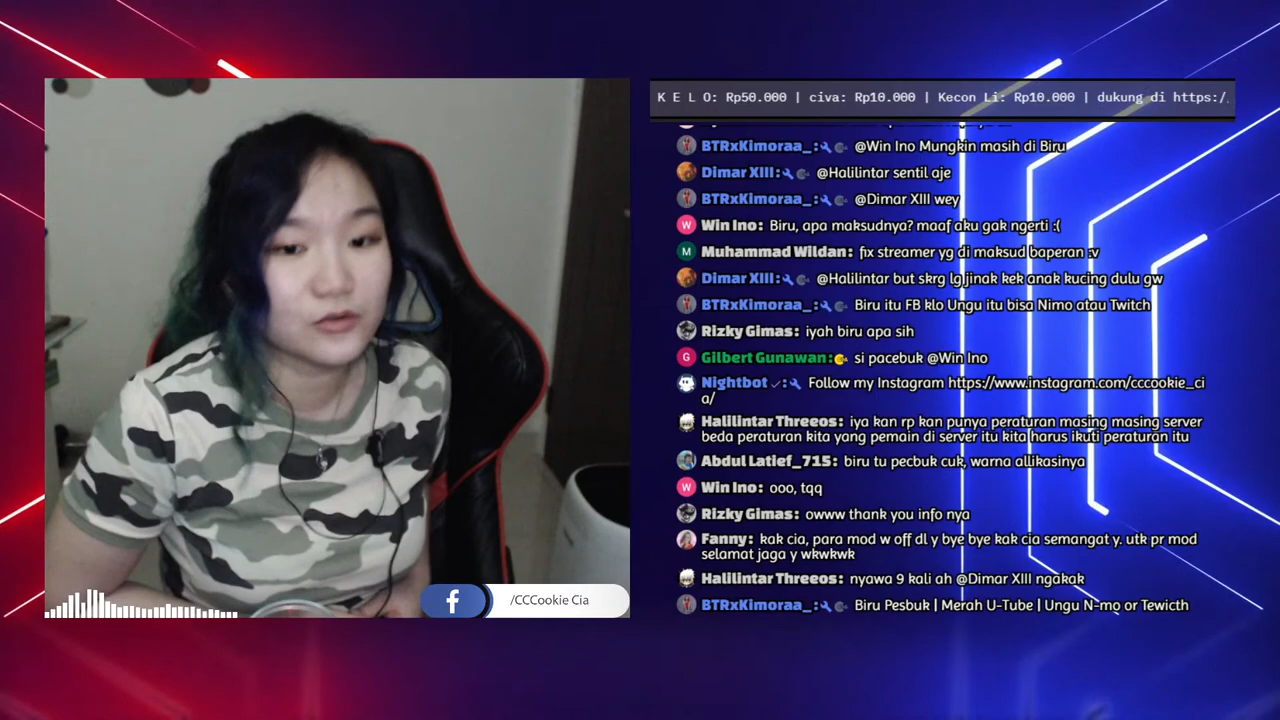 K E L O: Rp50.000 | civa: Rp10.000 | Kecon Li: Rp10.000 | dukung di https:/
BTRxKimoraa_: @Win Ino Mungkin masih di Biru
Dimar XIII: @Halilintar sentil aje
BTRxKimoraa_: @Dimar XIII wey
W Win Ino: Biru, apa maksudnya? maaf aku gak ngerti :(
M Muhammad Wildan: fix streamer yg di maksud baperan :v
Dimar XIII: @Halilintar but skrg lg jinak kek anak kucing dulu gw
BTRxKimoraa_: Biru itu FB klo Ungu itu bisa Nimo atau Twitch
Rizky Gimas: iyah biru apa sih
G Gilbert Gunawan: si pacebuk @Win Ino
Nightbot ✓: Follow my Instagram https://www.instagram.com/cccookie_ci
a/
Halilintar Threeos: iya kan rp kan punya peraturan masing masing server
beda peraturan kita yang pemain di server itu kita harus ikuti peraturan itu
Abdul Latief_715: biru tu pecbuk cuk, warna allikasinya
W Win Ino: ooo, tqq
Rizky Gimas: owww thank you info nya
Fanny: kak cia, para mod w off dl y bye bye kak cia semangat y. utk pr mod
selamat jaga y wkwkwk
Halilintar Threeos: nyawa 9 kali ah @Dimar XIII ngakak
BTRxKimoraa_: Biru Pesbuk | Merah U-Tube | Ungu N-mo or Tewicth
f /CCCookie Cia